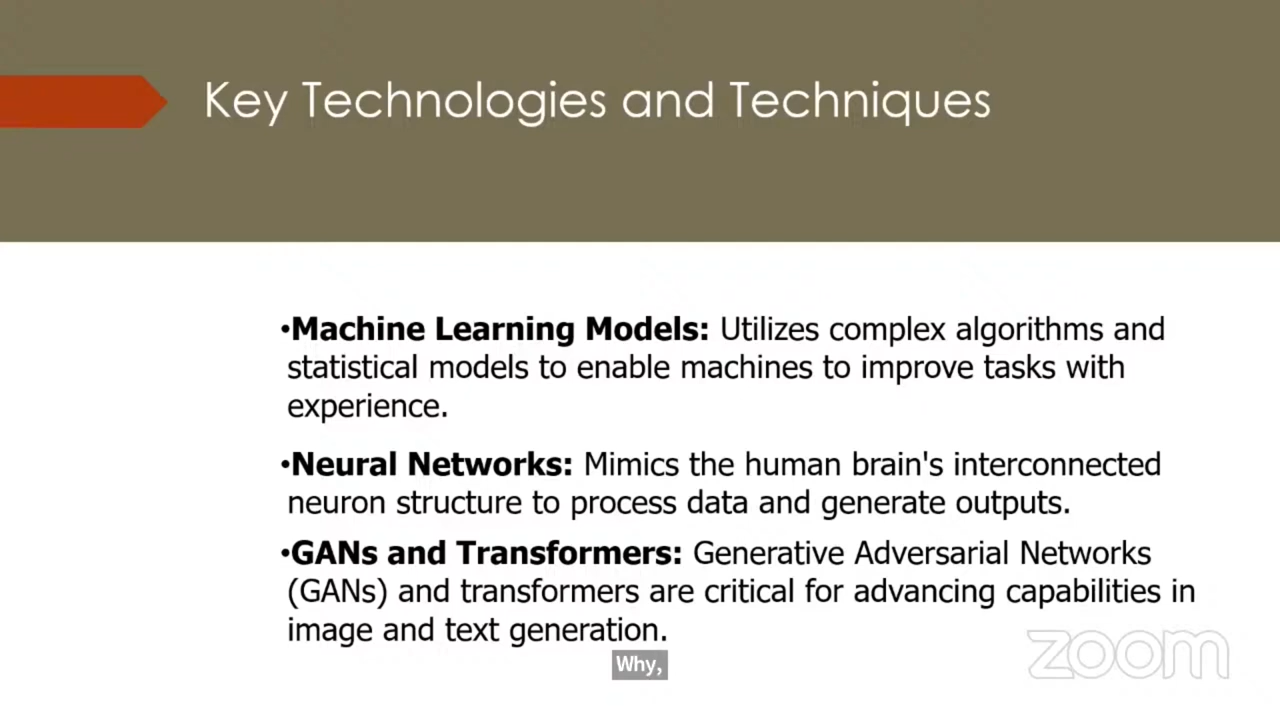 Key Technologies and Techniques
•Machine Learning Models: Utilizes complex algorithms and
statistical models to enable machines to improve tasks with
experience.
•Neural Networks: Mimics the human brain's interconnected
neuron structure to process data and generate outputs.
•GANs and Transformers: Generative Adversarial Networks
(GANs) and transformers are critical for advancing capabilities in
image and text generation.
zoom
Why,